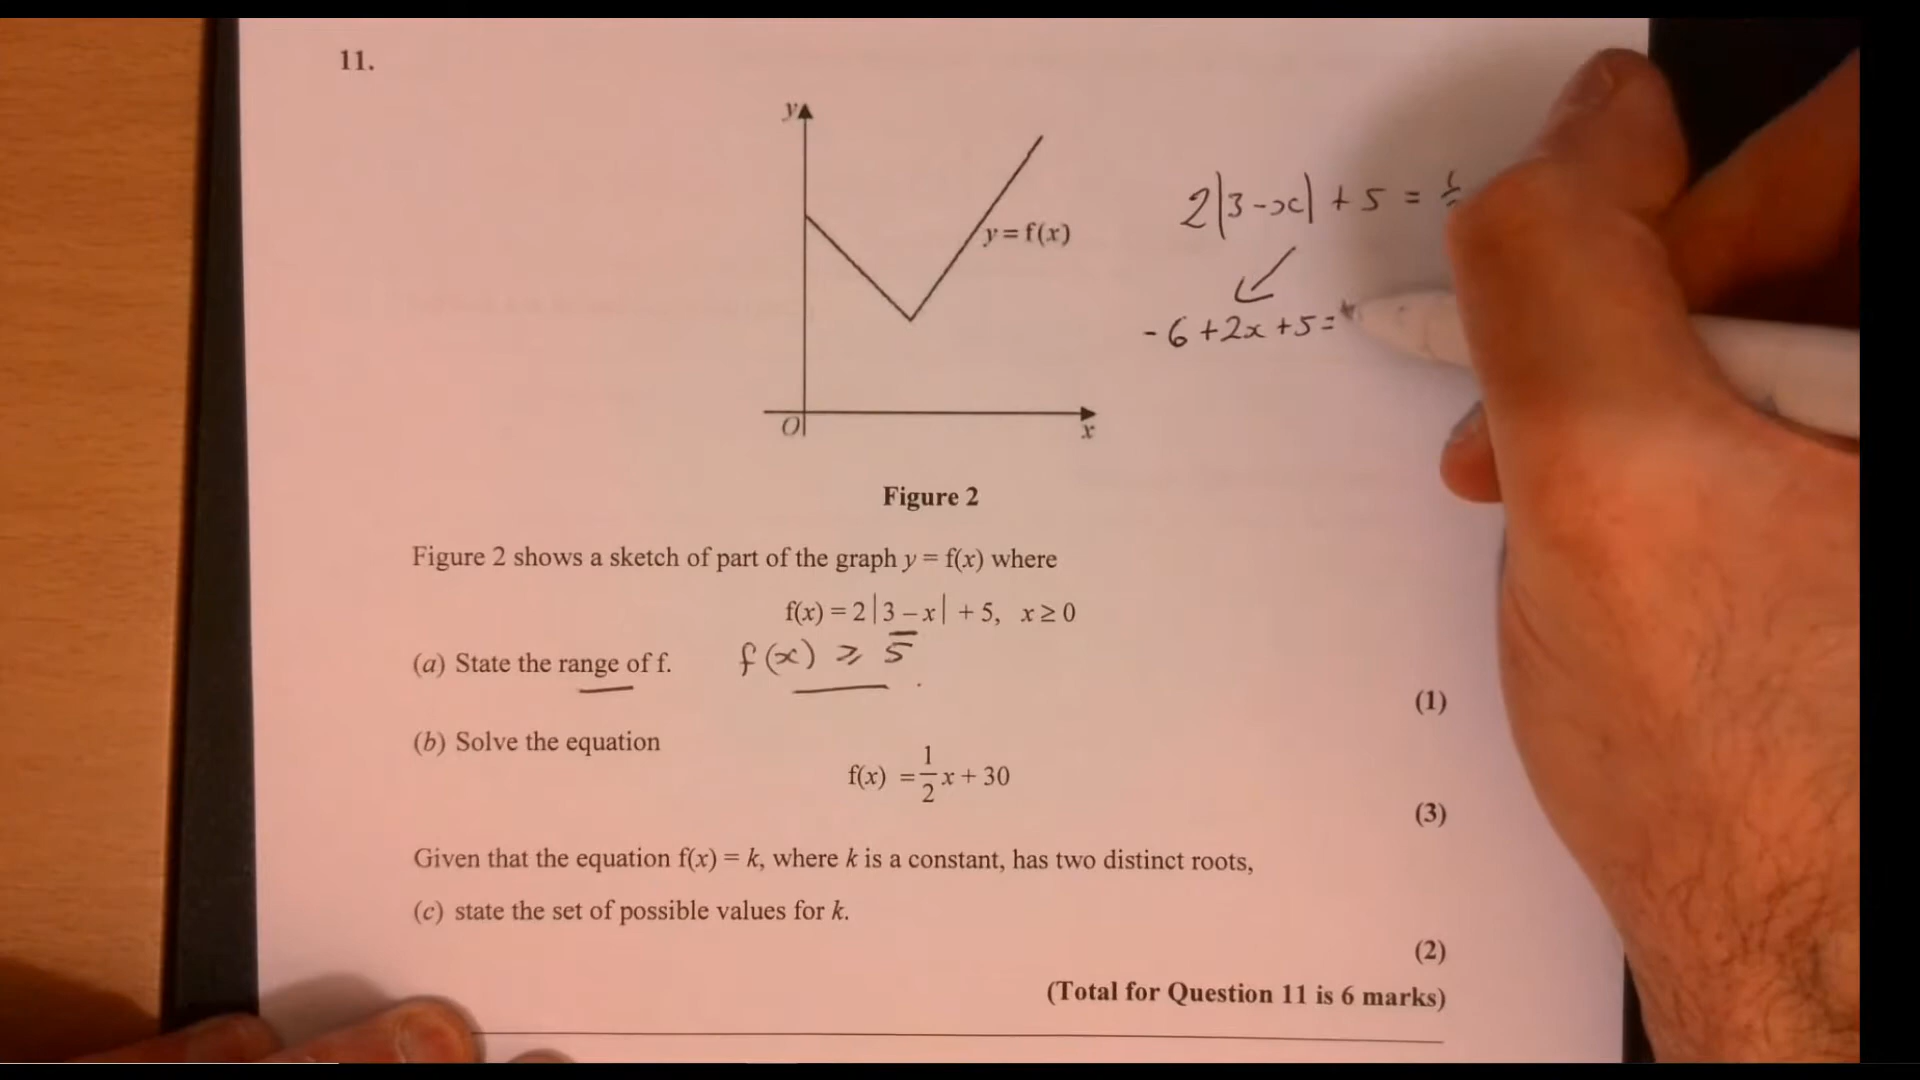 11.
y
2|3-x| + 5 =
y = f(x)
-6+2x+5=
O
x
Figure 2
Figure 2 shows a sketch of part of the graph y = f(x) where
f(x) = 2|3 – x| + 5, x ≥ 0
(a) State the range of f. f(x) ≥ 5
(1)
(b) Solve the equation
f(x) = 1/2 x + 30
(3)
Given that the equation f(x) = k, where k is a constant, has two distinct roots,
(c) state the set of possible values for k.
(2)
(Total for Question 11 is 6 marks)